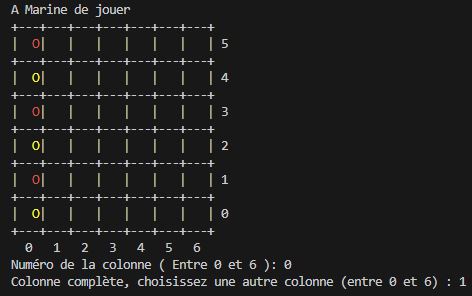 A Marine de jouer
+---+---+---+---+---+---+---+
|  O|   |   |   |   |   |   | 5
+---+---+---+---+---+---+---+
|  O|   |   |   |   |   |   | 4
+---+---+---+---+---+---+---+
|  O|   |   |   |   |   |   | 3
+---+---+---+---+---+---+---+
|  O|   |   |   |   |   |   | 2
+---+---+---+---+---+---+---+
|  O|   |   |   |   |   |   | 1
+---+---+---+---+---+---+---+
|  O|   |   |   |   |   |   | 0
+---+---+---+---+---+---+---+
  0   1   2   3   4   5   6
Numéro de la colonne ( Entre 0 et 6 ): 0
Colonne complète, choisissez une autre colonne (entre 0 et 6) : 1